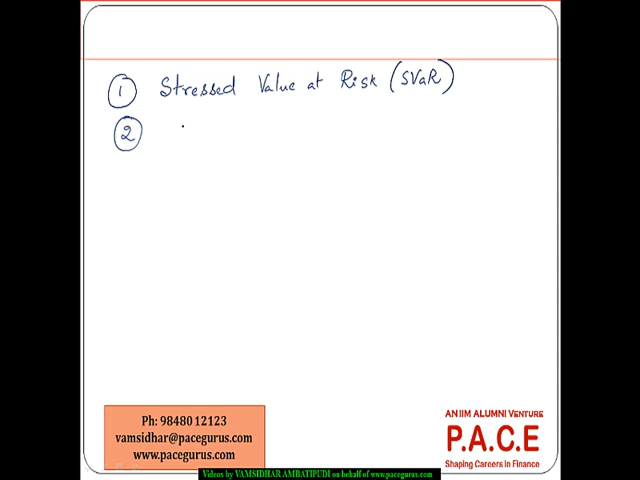 1 Stressed Value at Risk (SVaR)
2
Ph: 98480 12123
vamsidhar@pacegurus.com
www.pacegurus.com
AN IIM ALUMNI VENTURE
P.A.C.E
Shaping Careers in Finance
Videos by VAMSIDHAR AMBATIPUDI on behalf of www.pacegurus.com